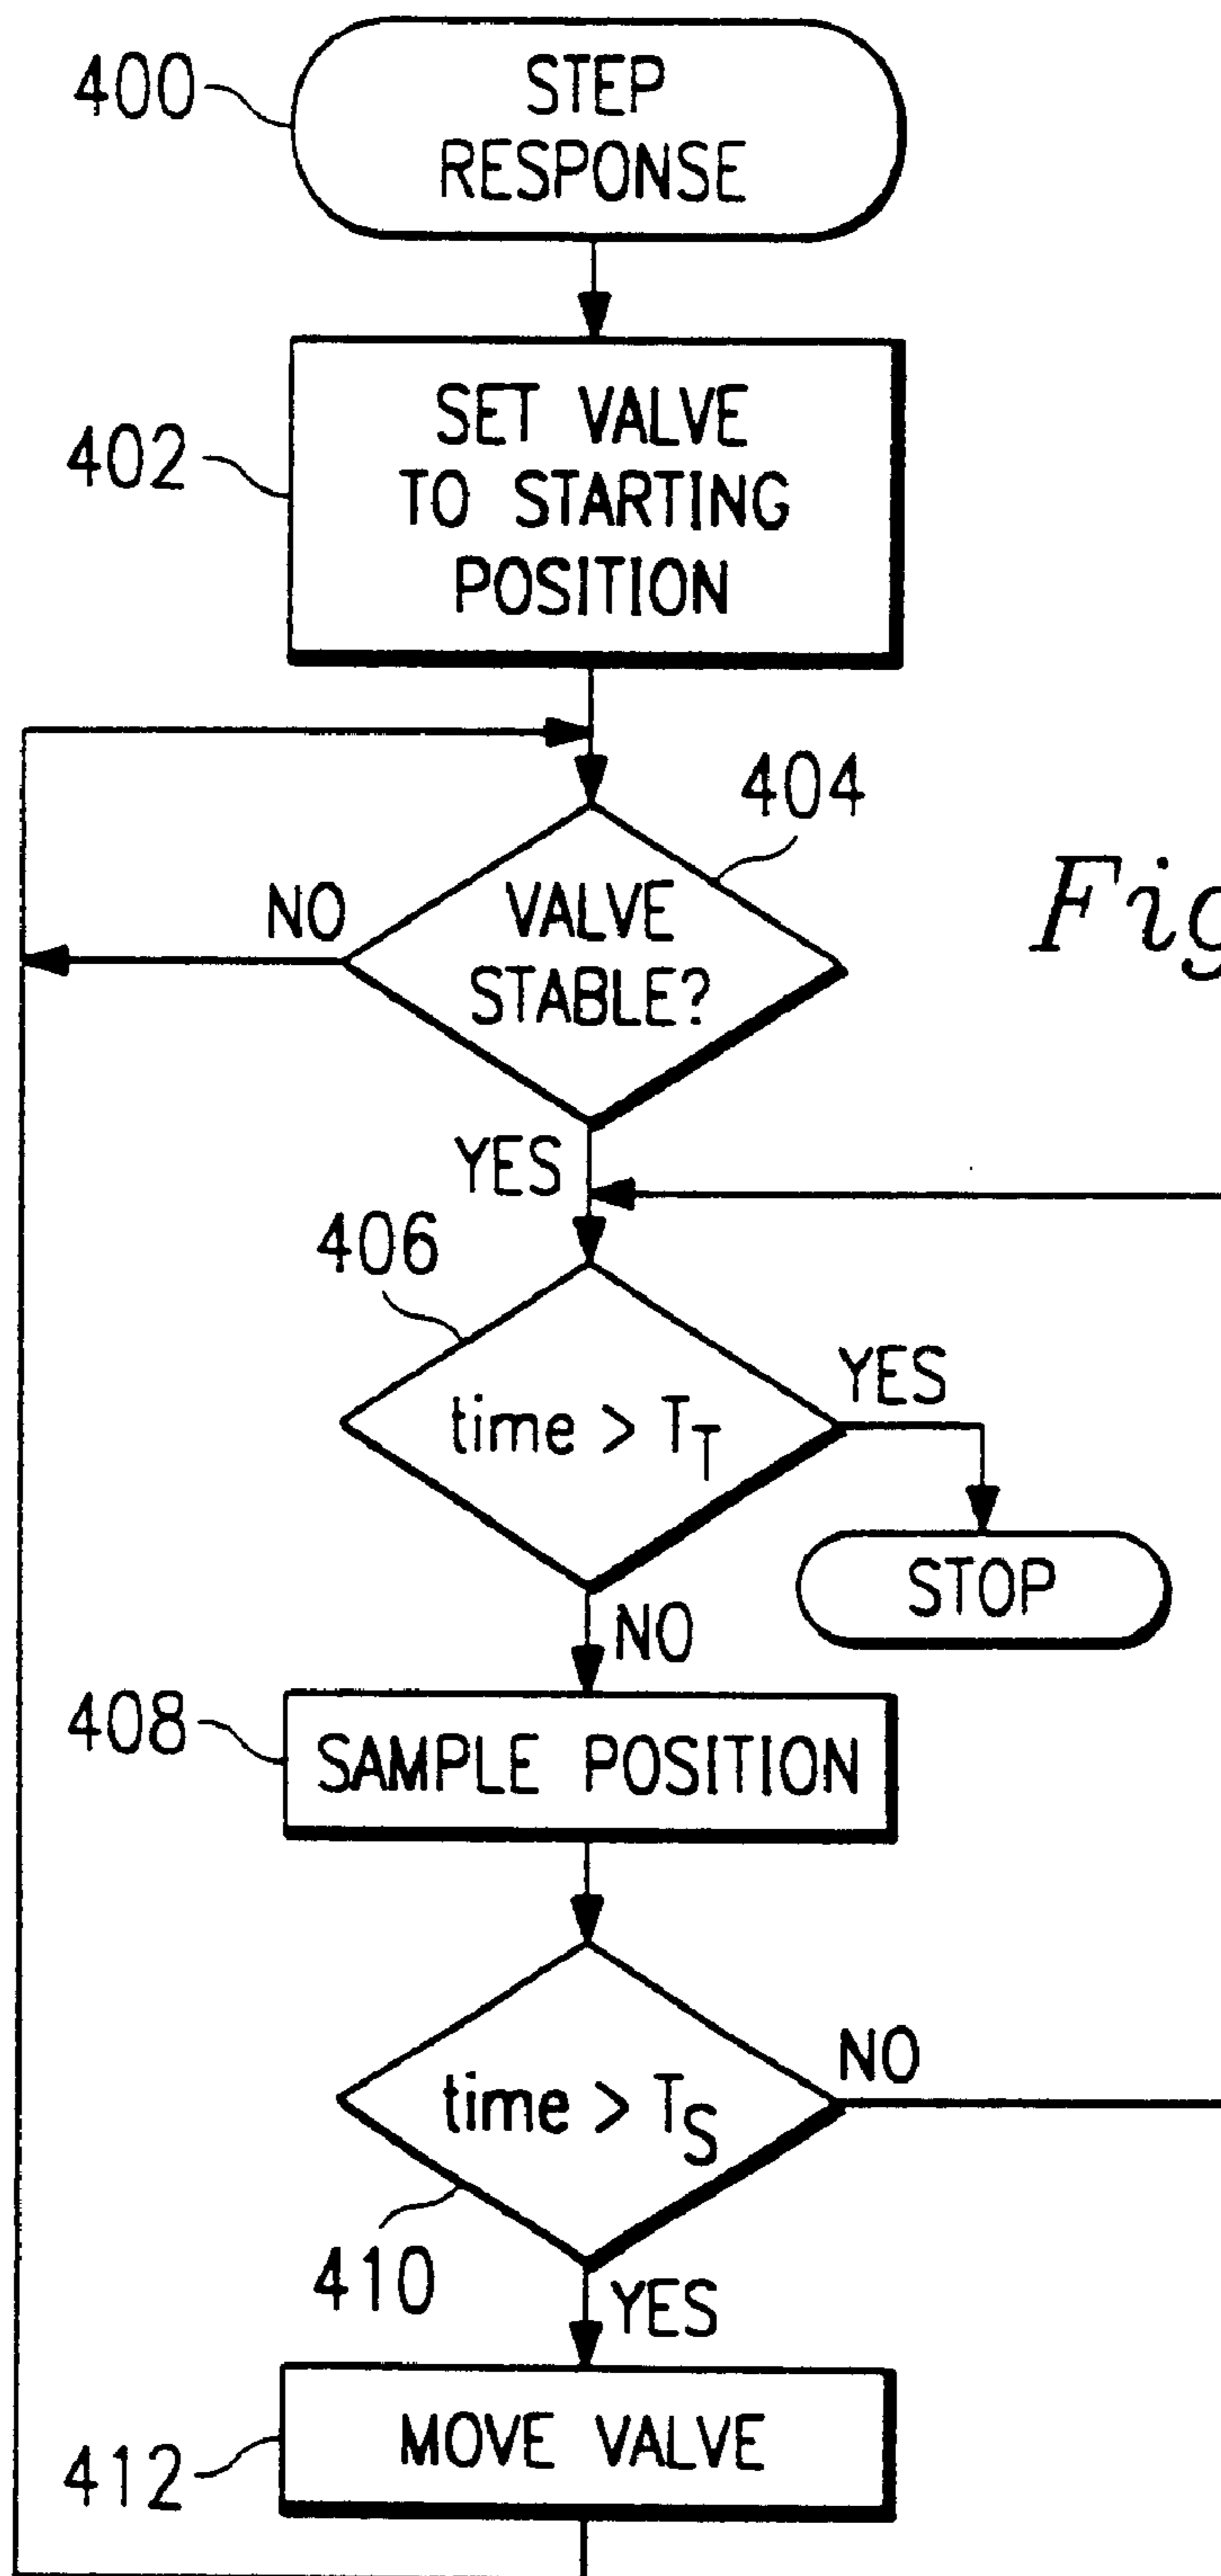 400
STEP
RESPONSE
402
SET VALVE
TO STARTING
POSITION
404
NO
VALVE
STABLE?
Fig
YES
406
time > T_T
YES
STOP
NO
408
SAMPLE POSITION
time > T_S
NO
410
YES
MOVE VALVE
412